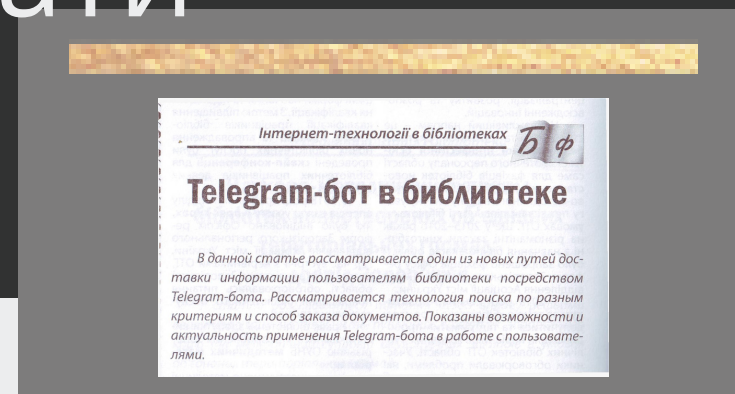 Інтернет-технології в бібліотеках
Б ф
Telegram-бот в библиотеке
В данной статье рассматривается один из новых путей дос-
тавки информации пользователям библиотеки посредством
Telegram-бота. Рассматривается технология поиска по разным
критериям и способ заказа документов. Показаны возможности и
актуальность применения Telegram-бота в работе с пользовате-
лями.